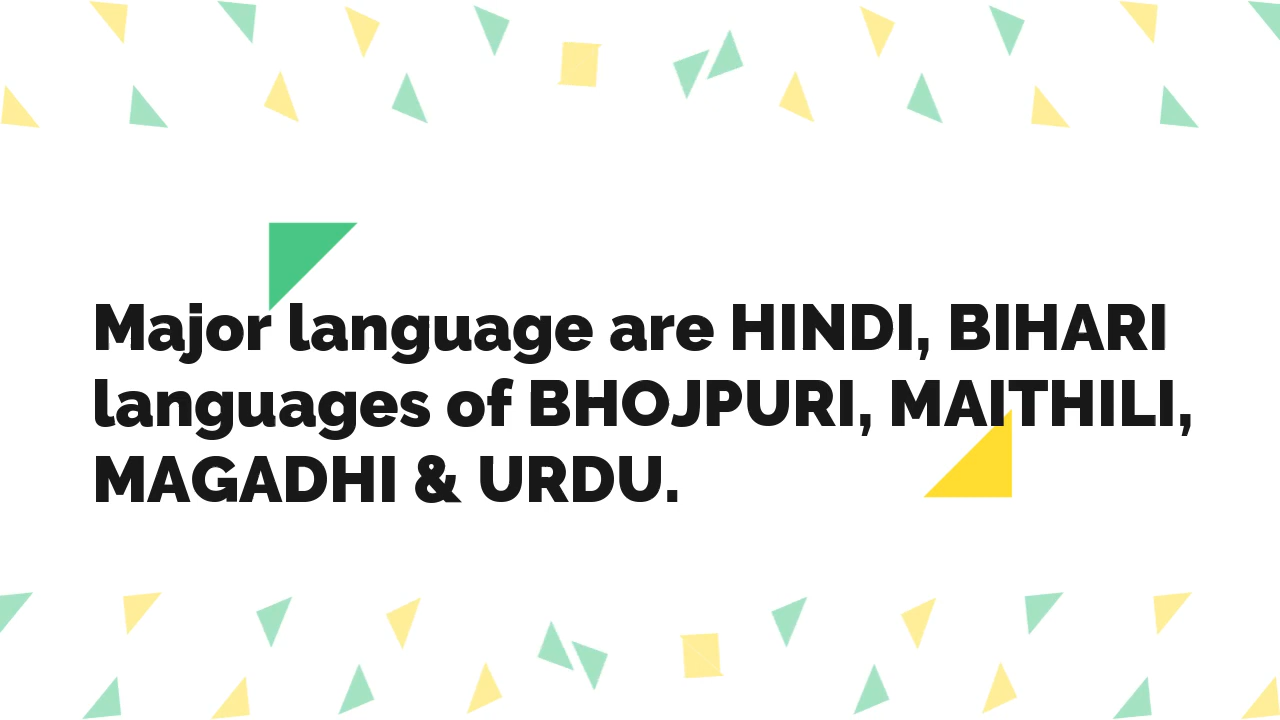 Major language are HINDI, BIHARI
languages of BHOJPURI, MAITHILI,
MAGADHI & URDU.